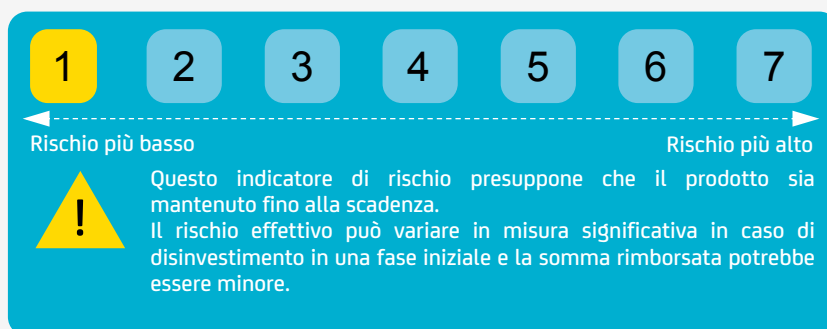 1 2 3 4 5 6 7
Rischio più basso Rischio più alto
Questo indicatore di rischio presuppone che il prodotto sia
mantenuto fino alla scadenza.
!
Il rischio effettivo può variare in misura significativa in caso di
disinvestimento in una fase iniziale e la somma rimborsata potrebbe
essere minore.